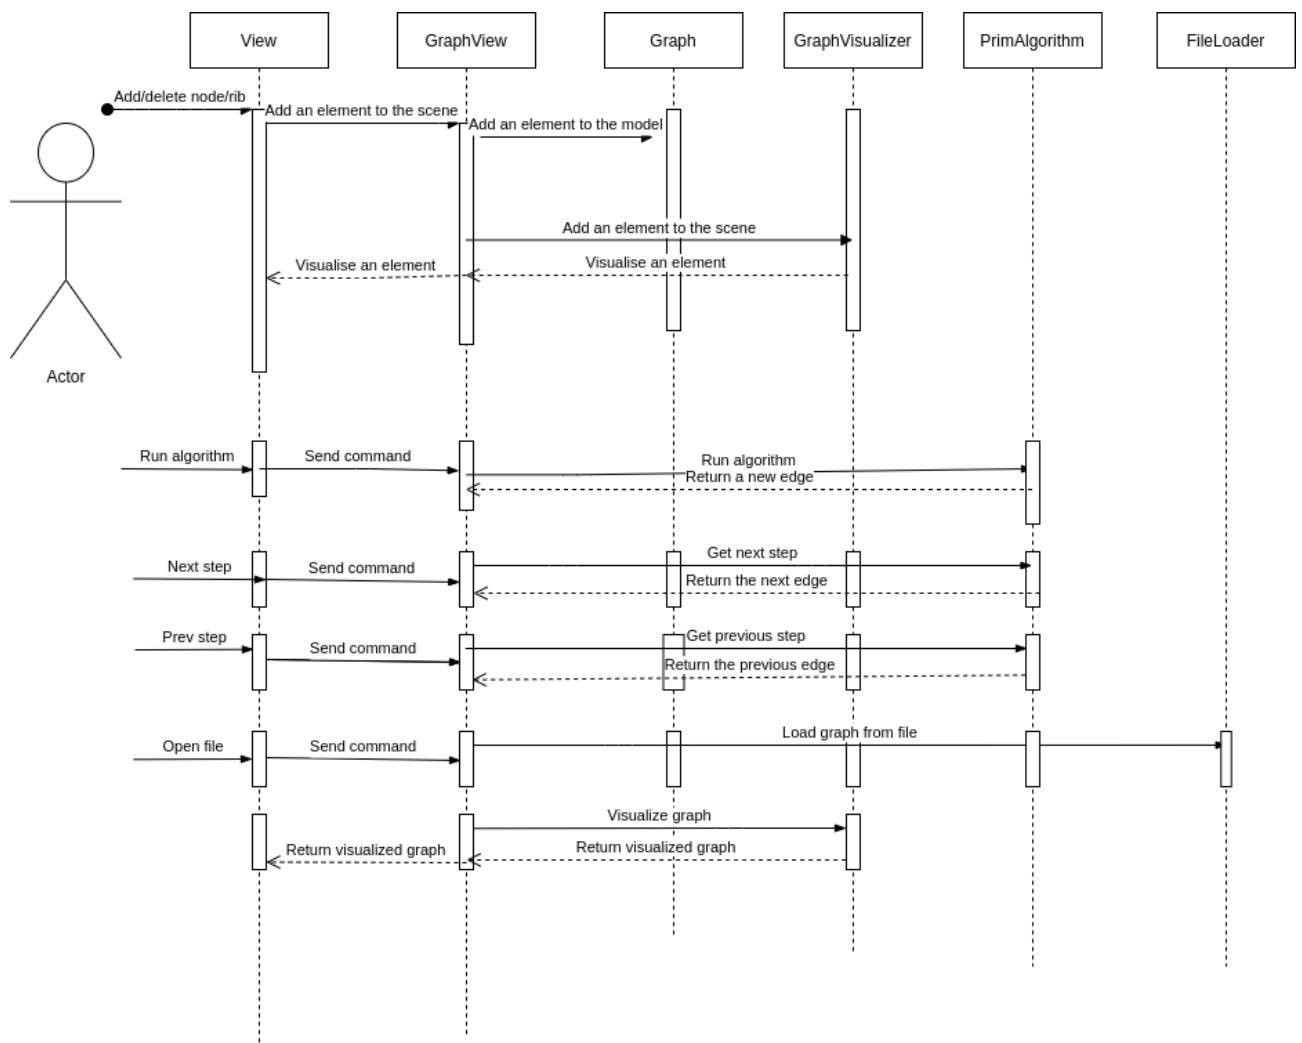 View
GraphView
Graph
GraphVisualizer
PrimAlgorithm
FileLoader
Add/delete node/rib
Add an element to the scene
Add an element to the model
Add an element to the scene
Visualise an element
Visualise an element
Actor
Run algorithm
Send command
Run algorithm
Return a new edge
Next step
Send command
Get next step
Return the next edge
Prev step
Send command
Get previous step
Return the previous edge
Open file
Send command
Load graph from file
Visualize graph
Return visualized graph
Return visualized graph